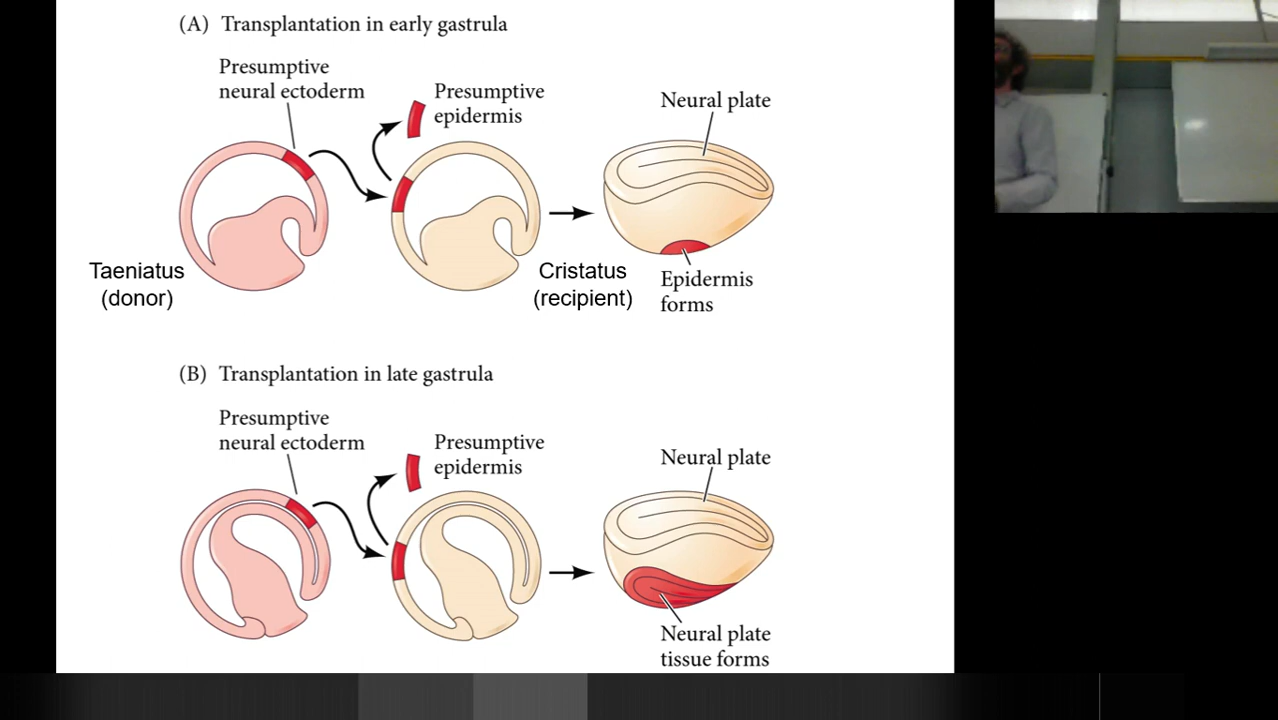 (A) Transplantation in early gastrula
Presumptive
neural ectoderm
Presumptive
epidermis
Neural plate
Taeniatus
(donor)
Cristatus
(recipient)
Epidermis
forms
(B) Transplantation in late gastrula
Presumptive
neural ectoderm
Presumptive
epidermis
Neural plate
Neural plate
tissue forms